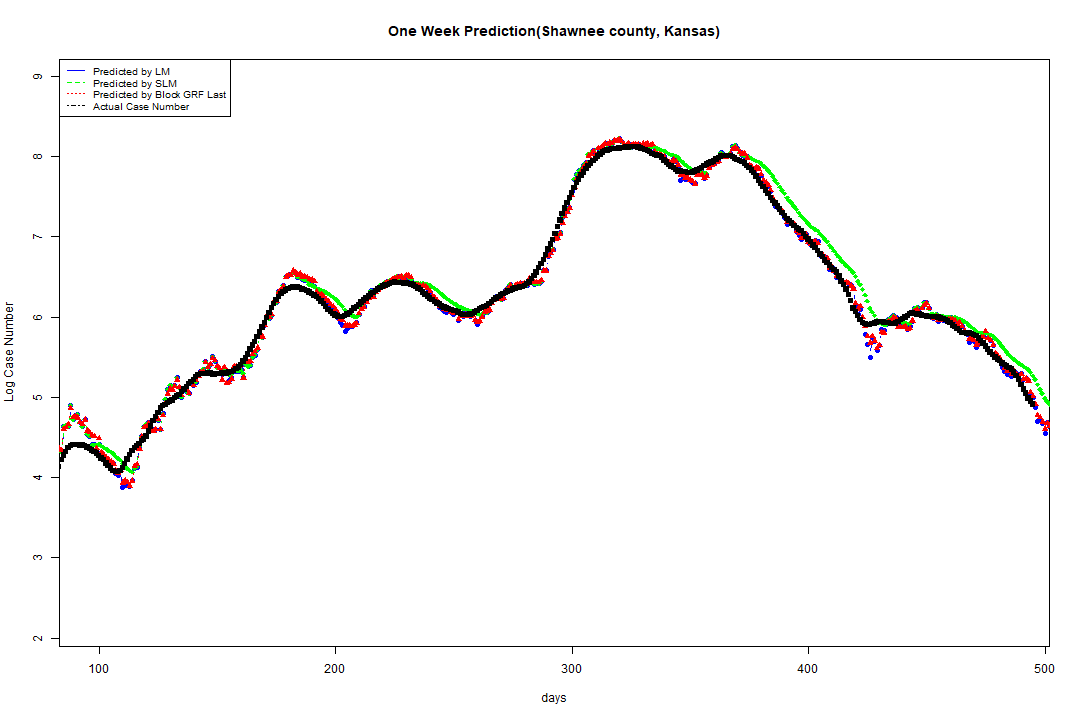 One Week Prediction(Shawnee county, Kansas)
Predicted by LM
Predicted by SLM
Predicted by Block GRF Last
Actual Case Number
9
8
7
6
5
4
3
2
Log Case Number
100 200 300 400 500
days